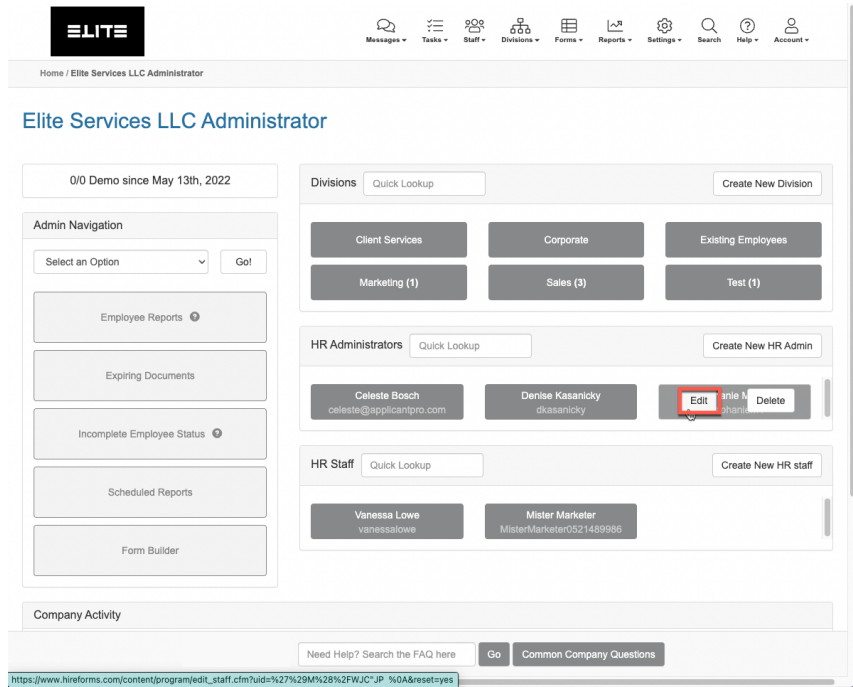 ELITE
Messages Tasks Staff Divisions Forms Reports Settings Search Help Account
Home / Elite Services LLC Administrator
Elite Services LLC Administrator
0/0 Demo since May 13th, 2022
Admin Navigation
Select an Option Go!
Employee Reports ?
Expiring Documents
Incomplete Employee Status ?
Scheduled Reports
Form Builder
Divisions Quick Lookup Create New Division
Client Services Corporate Existing Employees
Marketing (1) Sales (3) Test (1)
HR Administrators Quick Lookup Create New HR Admin
Celeste Bosch Denise Kasanicky
celeste@applicantpro.com dkasanicky
Edit Delete
HR Staff Quick Lookup Create New HR staff
Vanessa Lowe Mister Marketer
vanessalowe MisterMarketer0521489986
Company Activity
Need Help? Search the FAQ here Go Common Company Questions
https://www.hireforms.com/content/program/edit_staff.cfm?uid=%27%29M%28%2FWJC"JP %0A&reset=yes